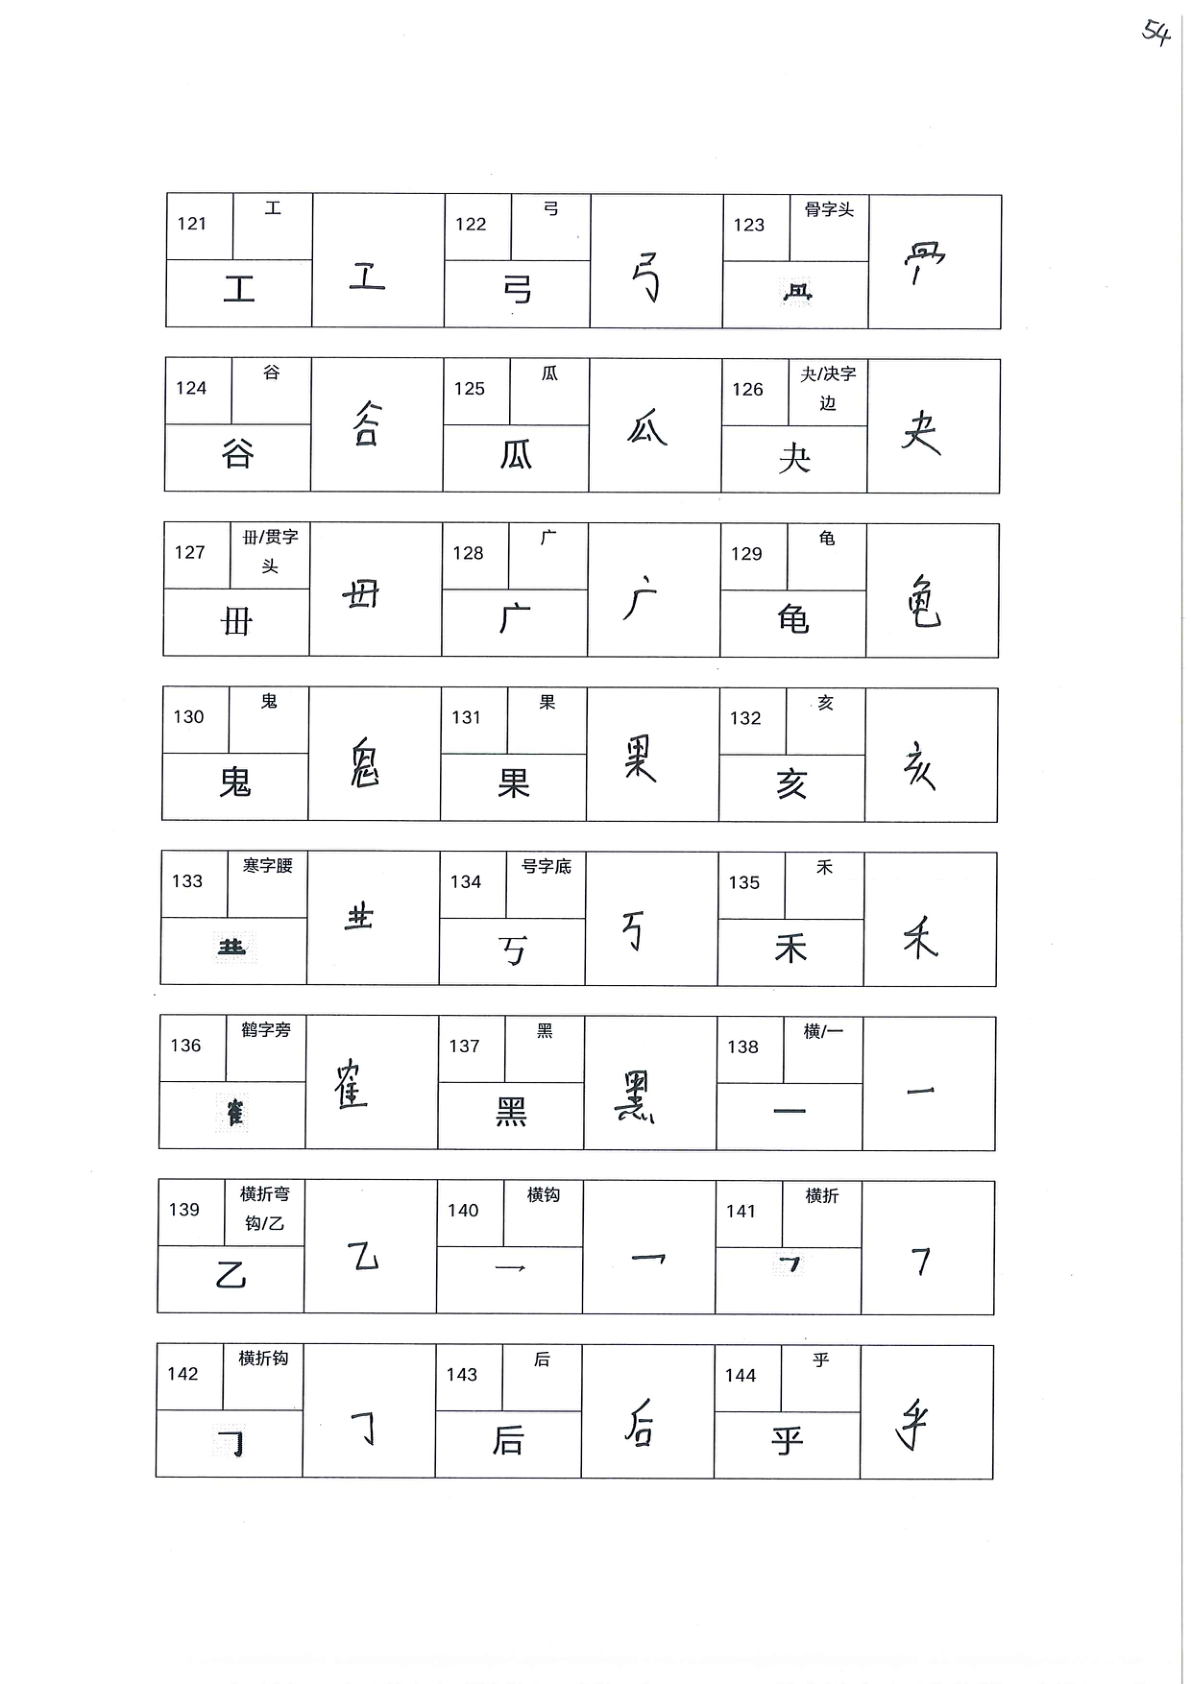 54
121 工 工 工
122 弓 弓 弓
123 骨字头
124 谷 谷 谷
125 瓜 瓜 瓜
126 夬/决字边 夬 夬
127 毌/贯字头 毌 毌
128 广 广 广
129 龟 龟 龟
130 鬼 鬼 鬼
131 果 果 果
132 亥 亥 亥
133 寒字腰
134 号字底 丂 丂
135 禾 禾 禾
136 鹤字旁 隺 隺
137 黑 黑 黑
138 横/一 一 一
139 横折弯钩/乙 乙 乙
140 横钩 乛 乛
141 横折 𠃍 𠃍
142 横折钩 𠃌 𠃌
143 后 后 后
144 乎 乎 乎